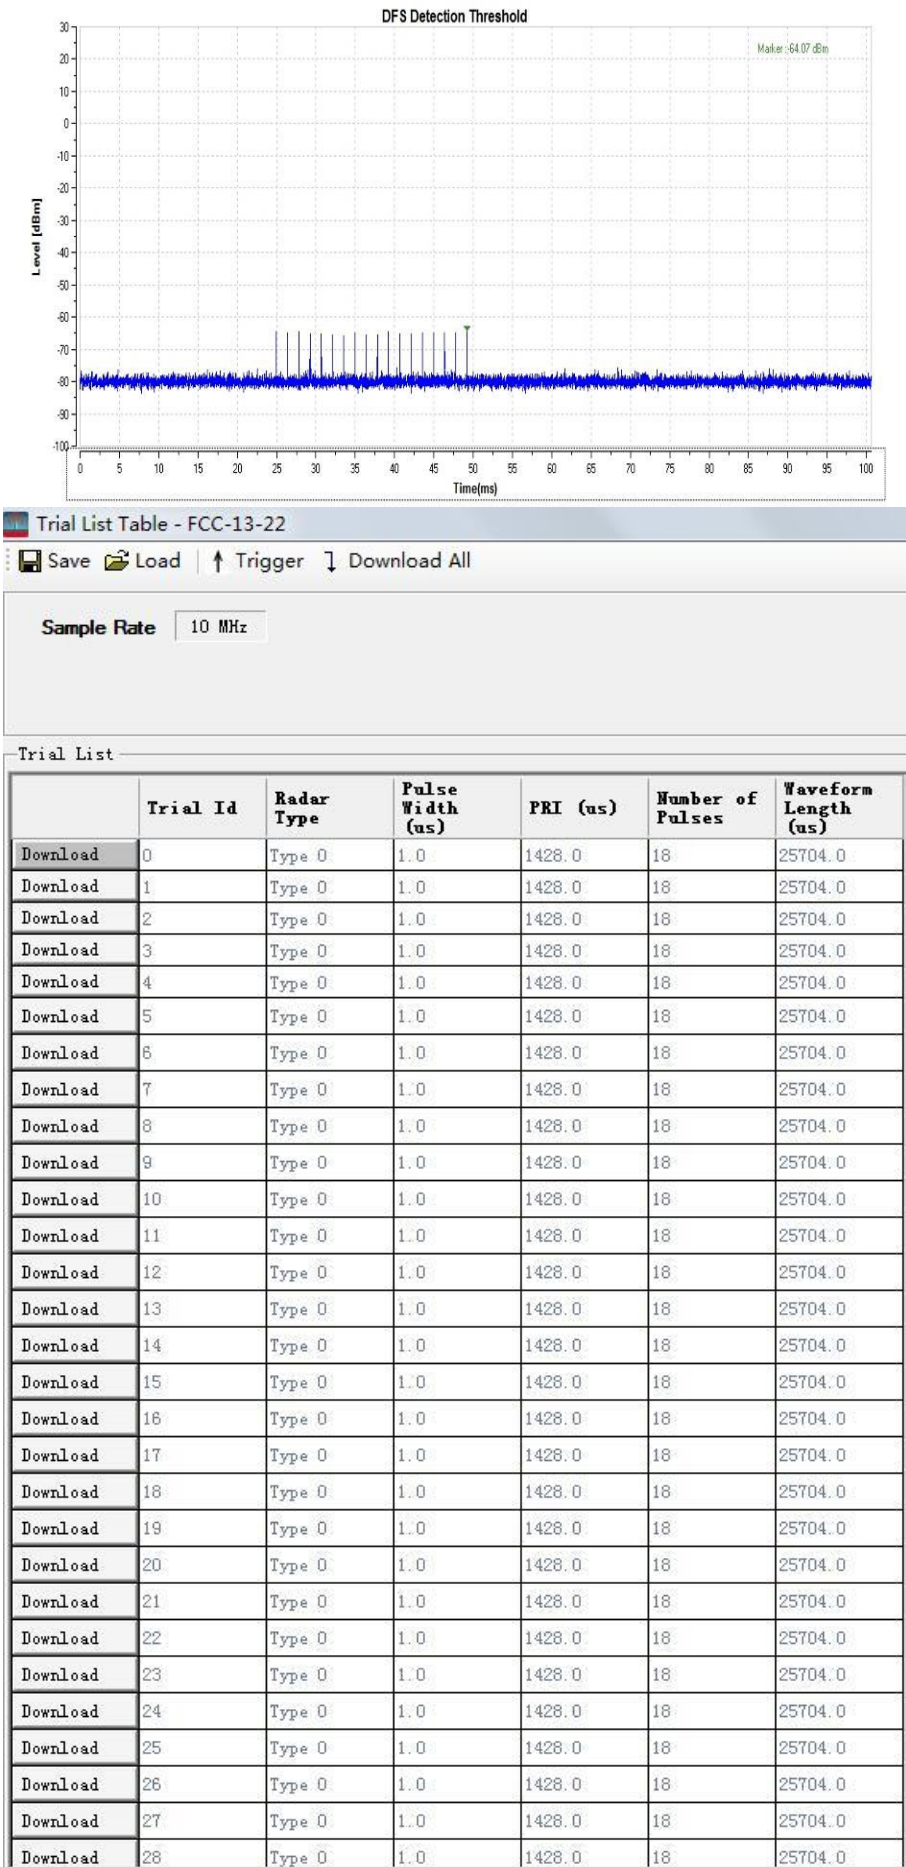 DFS Detection Threshold
Marker :-64.07 dBm
30
20
10
0
-10
-20
-30
-40
-50
-60
-70
-80
-90
-100
Level [dBm]
0 5 10 15 20 25 30 35 40 45 50 55 60 65 70 75 80 85 90 95 100
Time(ms)
Trial List Table - FCC-13-22
Save Load Trigger Download All
Sample Rate 10 MHz
Trial List
Trial Id Radar Type Pulse Width (us) PRI (us) Number of Pulses Waveform Length (us)
Download 0 Type 0 1.0 1428.0 18 25704.0
Download 1 Type 0 1.0 1428.0 18 25704.0
Download 2 Type 0 1.0 1428.0 18 25704.0
Download 3 Type 0 1.0 1428.0 18 25704.0
Download 4 Type 0 1.0 1428.0 18 25704.0
Download 5 Type 0 1.0 1428.0 18 25704.0
Download 6 Type 0 1.0 1428.0 18 25704.0
Download 7 Type 0 1.0 1428.0 18 25704.0
Download 8 Type 0 1.0 1428.0 18 25704.0
Download 9 Type 0 1.0 1428.0 18 25704.0
Download 10 Type 0 1.0 1428.0 18 25704.0
Download 11 Type 0 1.0 1428.0 18 25704.0
Download 12 Type 0 1.0 1428.0 18 25704.0
Download 13 Type 0 1.0 1428.0 18 25704.0
Download 14 Type 0 1.0 1428.0 18 25704.0
Download 15 Type 0 1.0 1428.0 18 25704.0
Download 16 Type 0 1.0 1428.0 18 25704.0
Download 17 Type 0 1.0 1428.0 18 25704.0
Download 18 Type 0 1.0 1428.0 18 25704.0
Download 19 Type 0 1.0 1428.0 18 25704.0
Download 20 Type 0 1.0 1428.0 18 25704.0
Download 21 Type 0 1.0 1428.0 18 25704.0
Download 22 Type 0 1.0 1428.0 18 25704.0
Download 23 Type 0 1.0 1428.0 18 25704.0
Download 24 Type 0 1.0 1428.0 18 25704.0
Download 25 Type 0 1.0 1428.0 18 25704.0
Download 26 Type 0 1.0 1428.0 18 25704.0
Download 27 Type 0 1.0 1428.0 18 25704.0
Download 28 Type 0 1.0 1428.0 18 25704.0